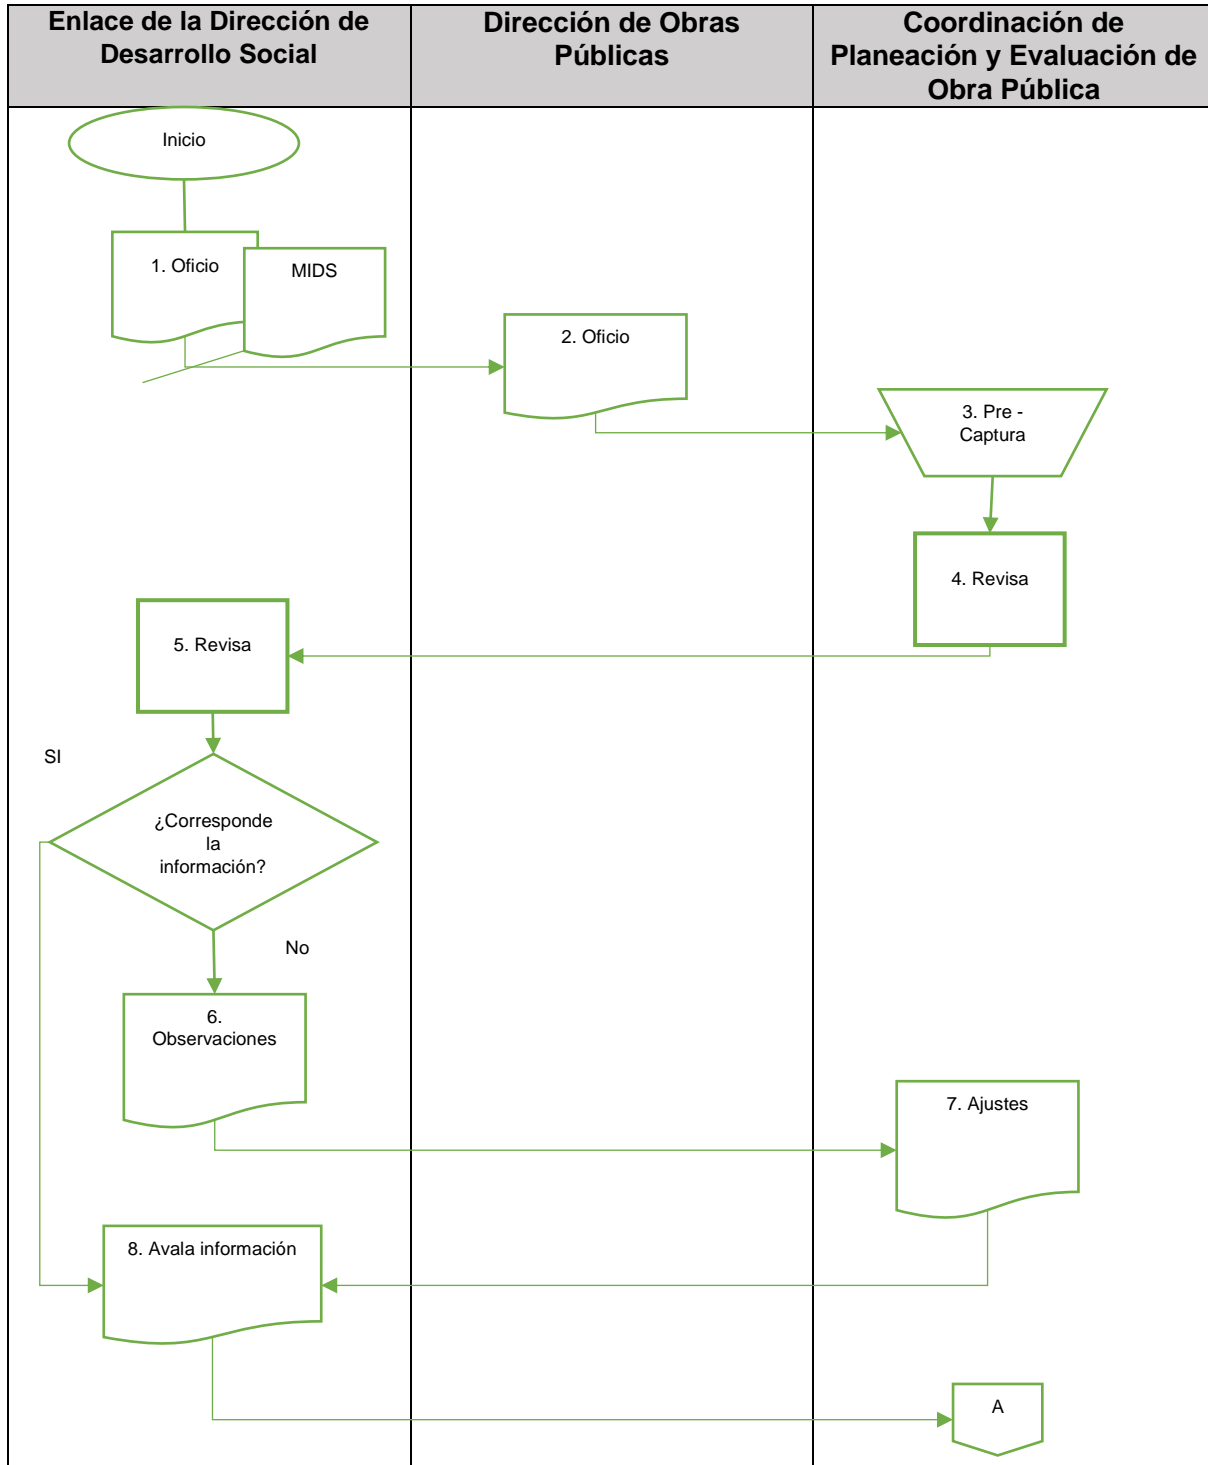 Enlace de la Dirección de
Desarrollo Social
Dirección de Obras
Públicas
Coordinación de
Planeación y Evaluación de
Obra Pública
Inicio
1. Oficio
MIDS
2. Oficio
3. Pre -
Captura
4. Revisa
5. Revisa
SI
¿Corresponde
la
información?
No
6.
Observaciones
7. Ajustes
8. Avala información
A